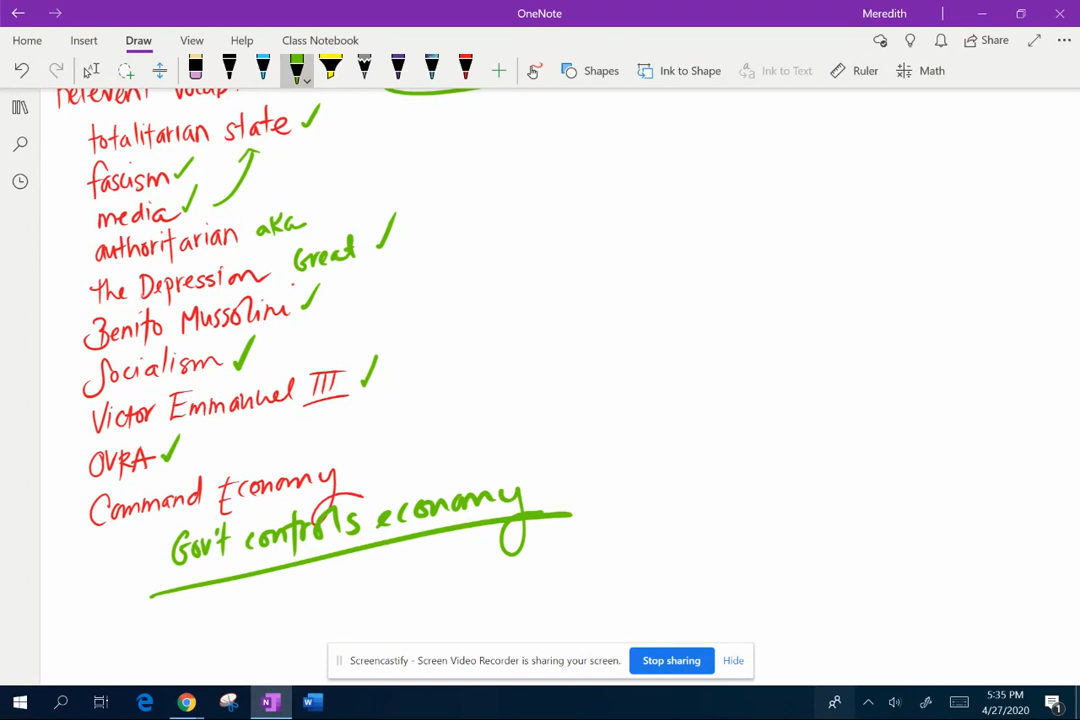 OneNote
Meredith
Home Insert Draw View Help Class Notebook
Share
Shapes Ink to Shape Ink to Text Ruler Math
totalitarian state ✓
fascism ✓
media ✓
authoritarian aka
Great ✓
the Depression
Benito Mussolini ✓
Socialism ✓
Victor Emmanuel III ✓
OVRA ✓
Command Economy
Gov't controls economy
Screencastify - Screen Video Recorder is sharing your screen. Stop sharing Hide
5:35 PM
4/27/2020